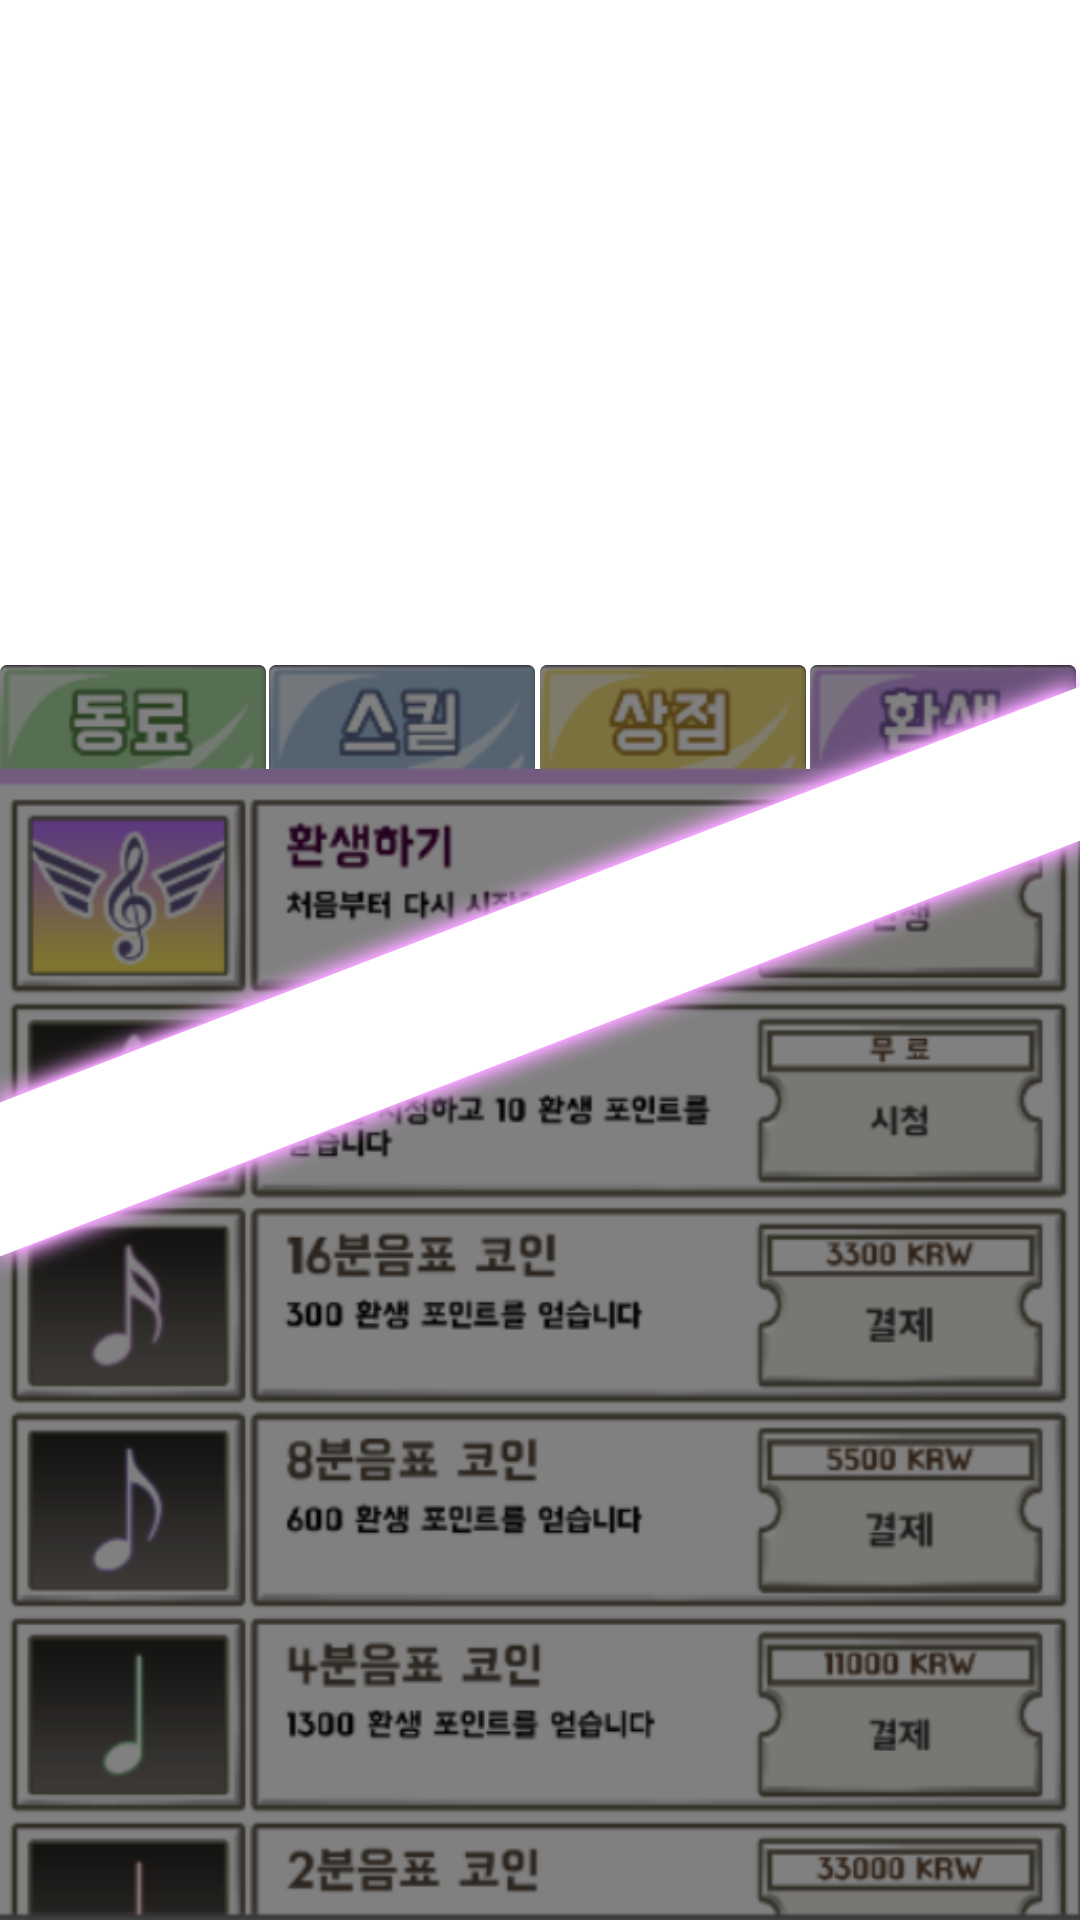 동료
스킬
상점
환생
환생하기
처음부터 다시
무료
시청
10 환생 포인트를
얻습니다
16분음표 코인
300 환생 포인트를 얻습니다
3300 KRW
결제
8분음표 코인
600 환생 포인트를 얻습니다
5500 KRW
결제
4분음표 코인
1300 환생 포인트를 얻습니다
11000 KRW
결제
2분음표 코인
33000 KRW